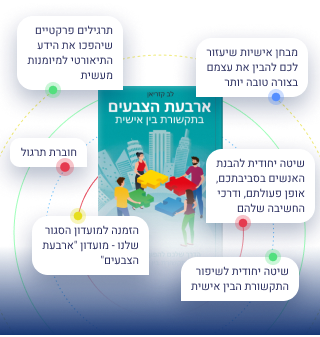 תרגילים פרקטיים
שיהפכו את הידע
התיאורטי למיומנות
מעשית
מבחן אישיות שיעזור
לכם להבין את עצמם
בצורה טובה יותר
ארבעת הצבעים
בתקשורת בין אישית
חוברת תרגול
שיטה יחודית להבנת
האנשים בסביבתכם,
אופן פעולתם, ודרכי
החשיבה שלהם
הזמנה למועדון הסגור
שלנו - מועדון "ארבעת
הצבעים"
שיטה יחודית לשיפור
התקשורת הבין אישית